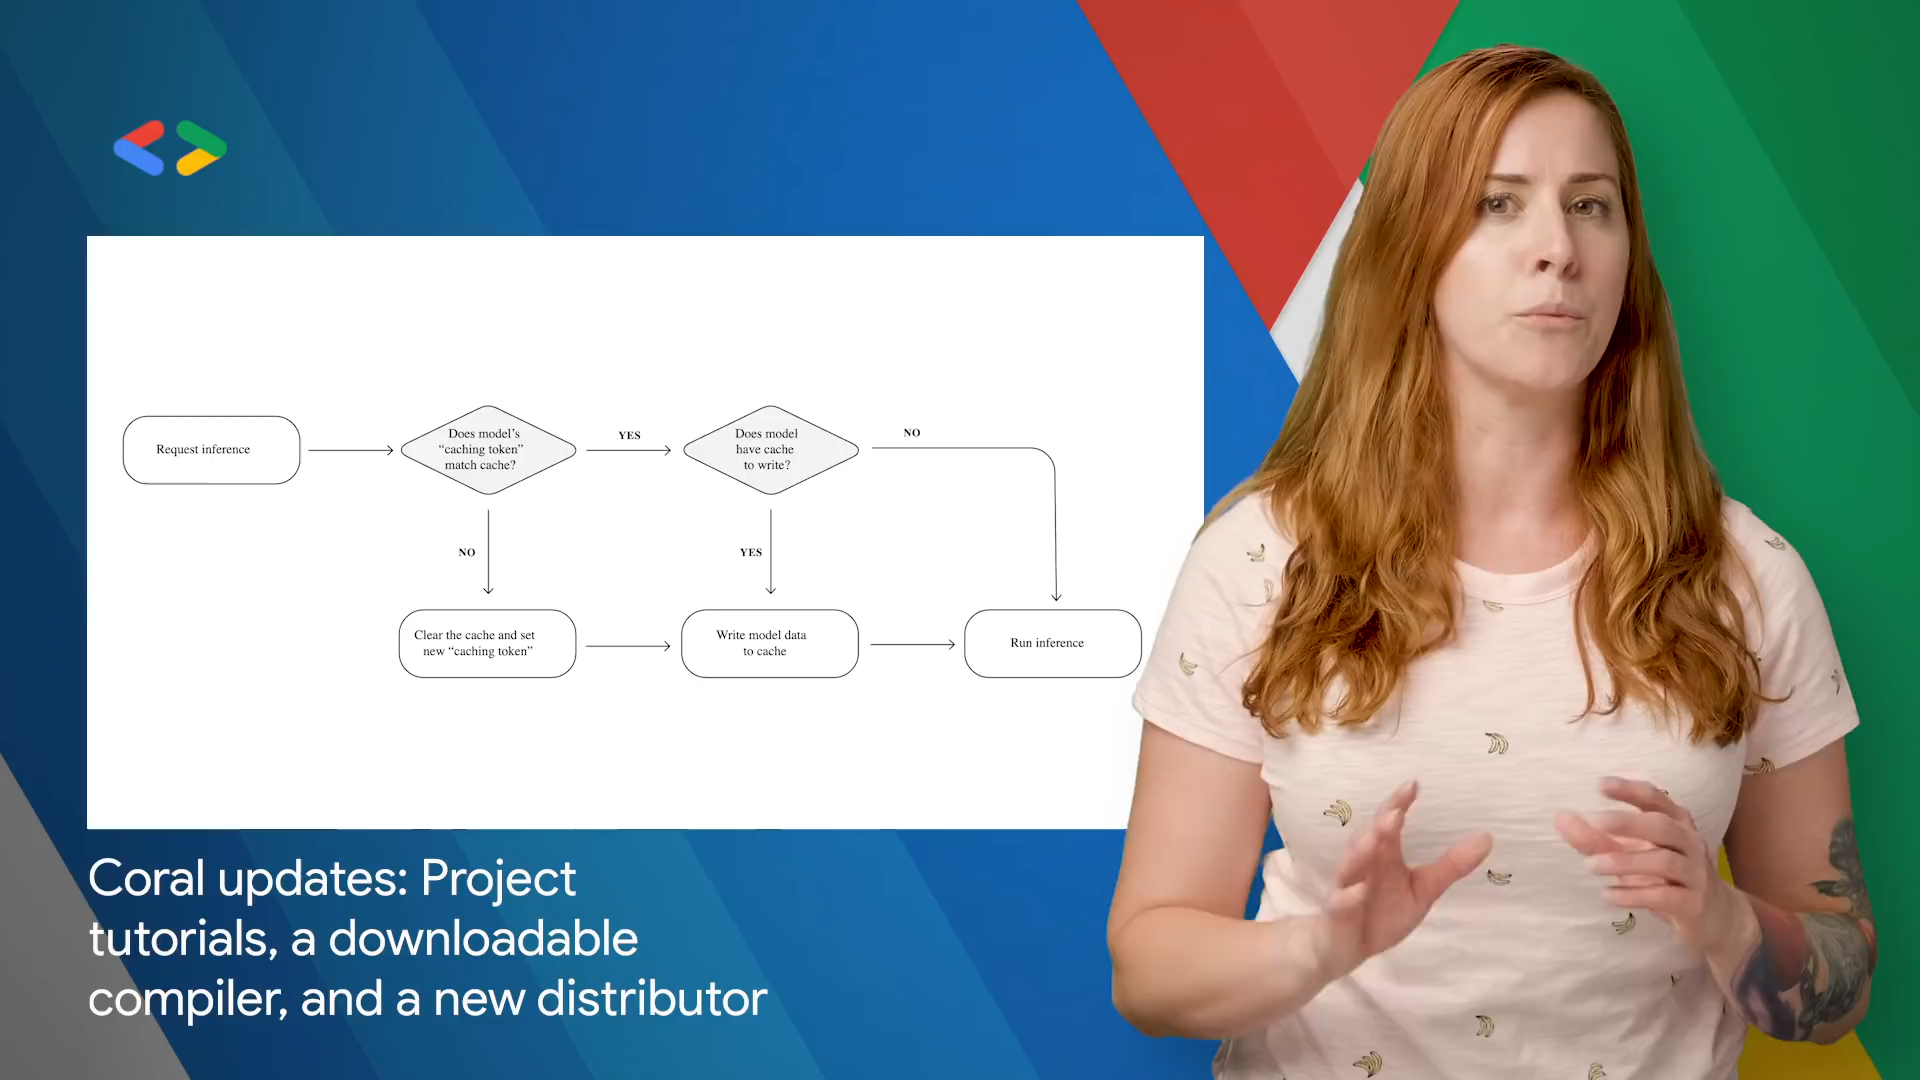 Request inference
Does model's
“caching token”
match cache?
YES
Does model
have cache
to write?
NO
NO
YES
Clear the cache and set
new “caching token”
Write model data
to cache
Run inference
Coral updates: Project
tutorials, a downloadable
compiler, and a new distributor